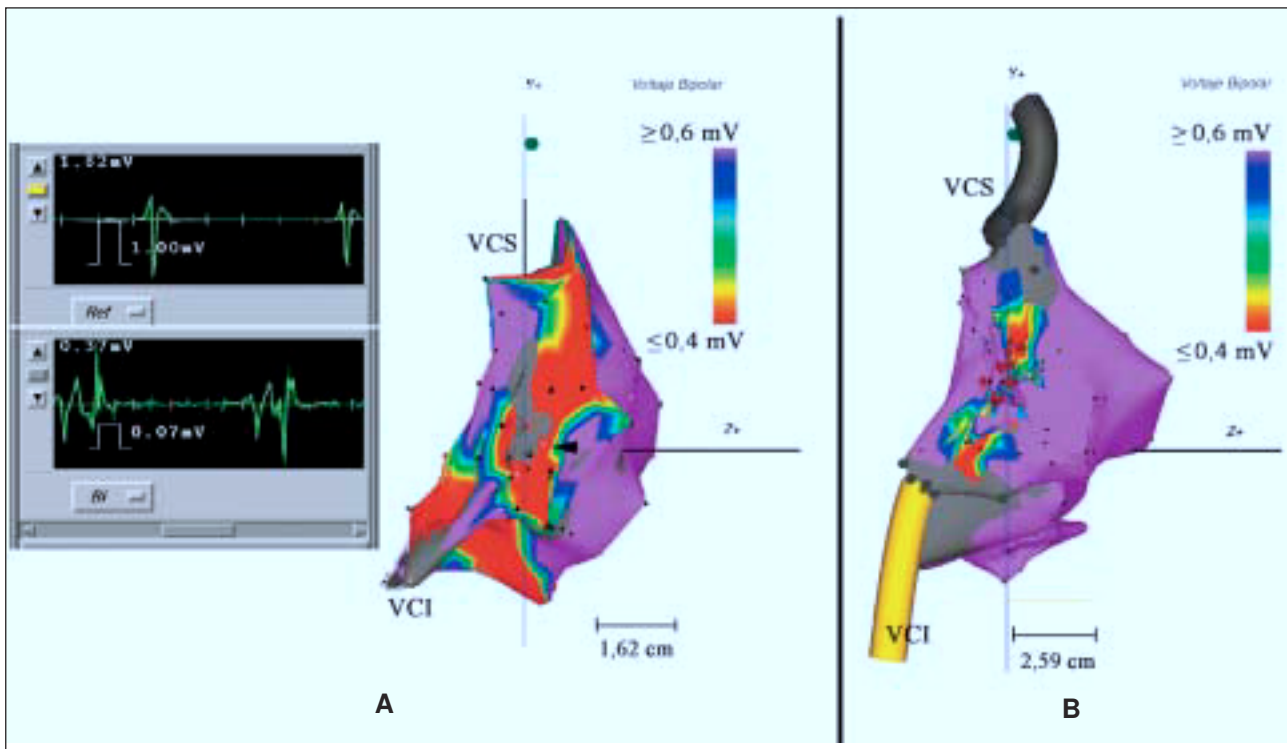 1.82mV
1.00mV
Ref
0.37mV
0.07mV
Bi
Y+
Voltaje Bipolar
≥0,6 mV
VCS
≤0,4 mV
Z+
VCI
1,62 cm
A
Y+
Voltaje Bipolar
≥0,6 mV
VCS
≤0,4 mV
Z+
VCI
2,59 cm
B